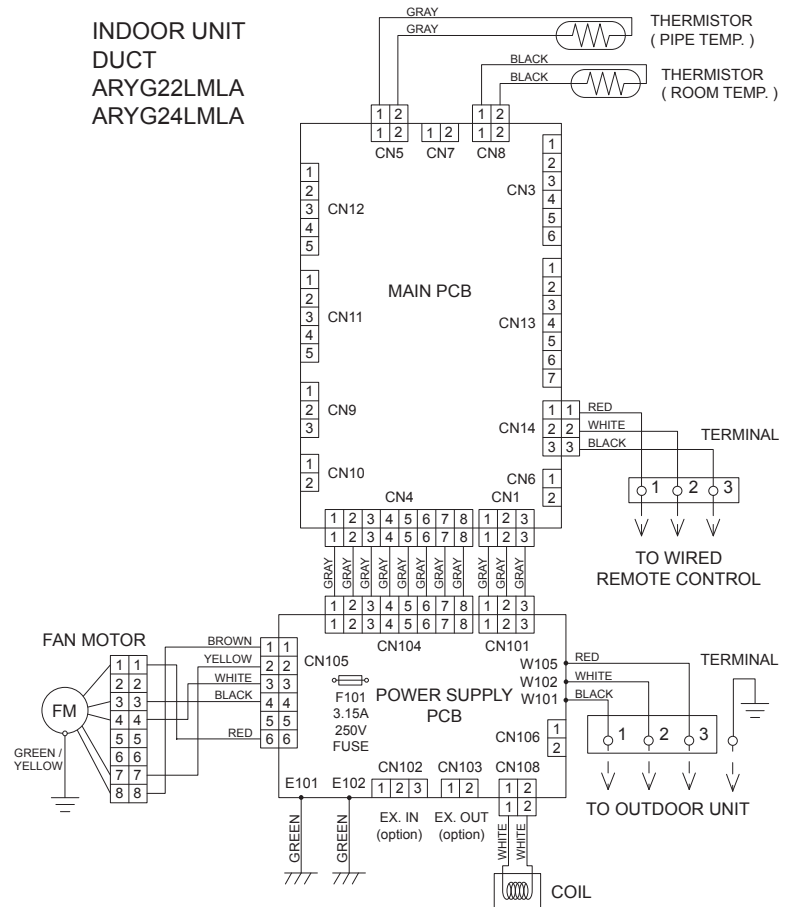 INDOOR UNIT
DUCT
ARYG22LMLA
ARYG24LMLA
GRAY
GRAY
THERMISTOR
( PIPE TEMP. )
BLACK
BLACK
THERMISTOR
( ROOM TEMP. )
1 2
1 2
CN5
1 2
CN7
1 2
1 2
CN8
1
2
3
4
5
CN12
1
2
3
4
5
6
CN3
1
2
3
4
5
CN11
MAIN PCB
1
2
3
4
5
6
7
CN13
1
2
3
CN9
CN14
1 1 RED
2 2 WHITE
3 3 BLACK
TERMINAL
1 2 3
TO WIRED
REMOTE CONTROL
1
2
CN10
CN6
1
2
CN4
1 2 3 4 5 6 7 8
1 2 3 4 5 6 7 8
CN1
1 2 3
1 2 3
GRAY GRAY GRAY GRAY GRAY GRAY GRAY GRAY
GRAY GRAY GRAY
1 2 3 4 5 6 7 8
1 2 3 4 5 6 7 8
CN104
1 2 3
1 2 3
CN101
FAN MOTOR
FM
GREEN /
YELLOW
1 1
2 2
3 3
4 4
5 5
6 6
7 7
8 8
BROWN 1 1
YELLOW 2 2
WHITE 3 3
BLACK 4 4
5 5
RED 6 6
CN105
F101
3.15A
250V
FUSE
POWER SUPPLY
PCB
W105 RED
W102 WHITE
W101 BLACK
TERMINAL
1 2 3
TO OUTDOOR UNIT
CN106
1
2
E101
E102
GREEN
GREEN
CN102
1 2 3
EX. IN
(option)
CN103
1 2
EX. OUT
(option)
CN108
1 2
1 2
WHITE
WHITE
COIL